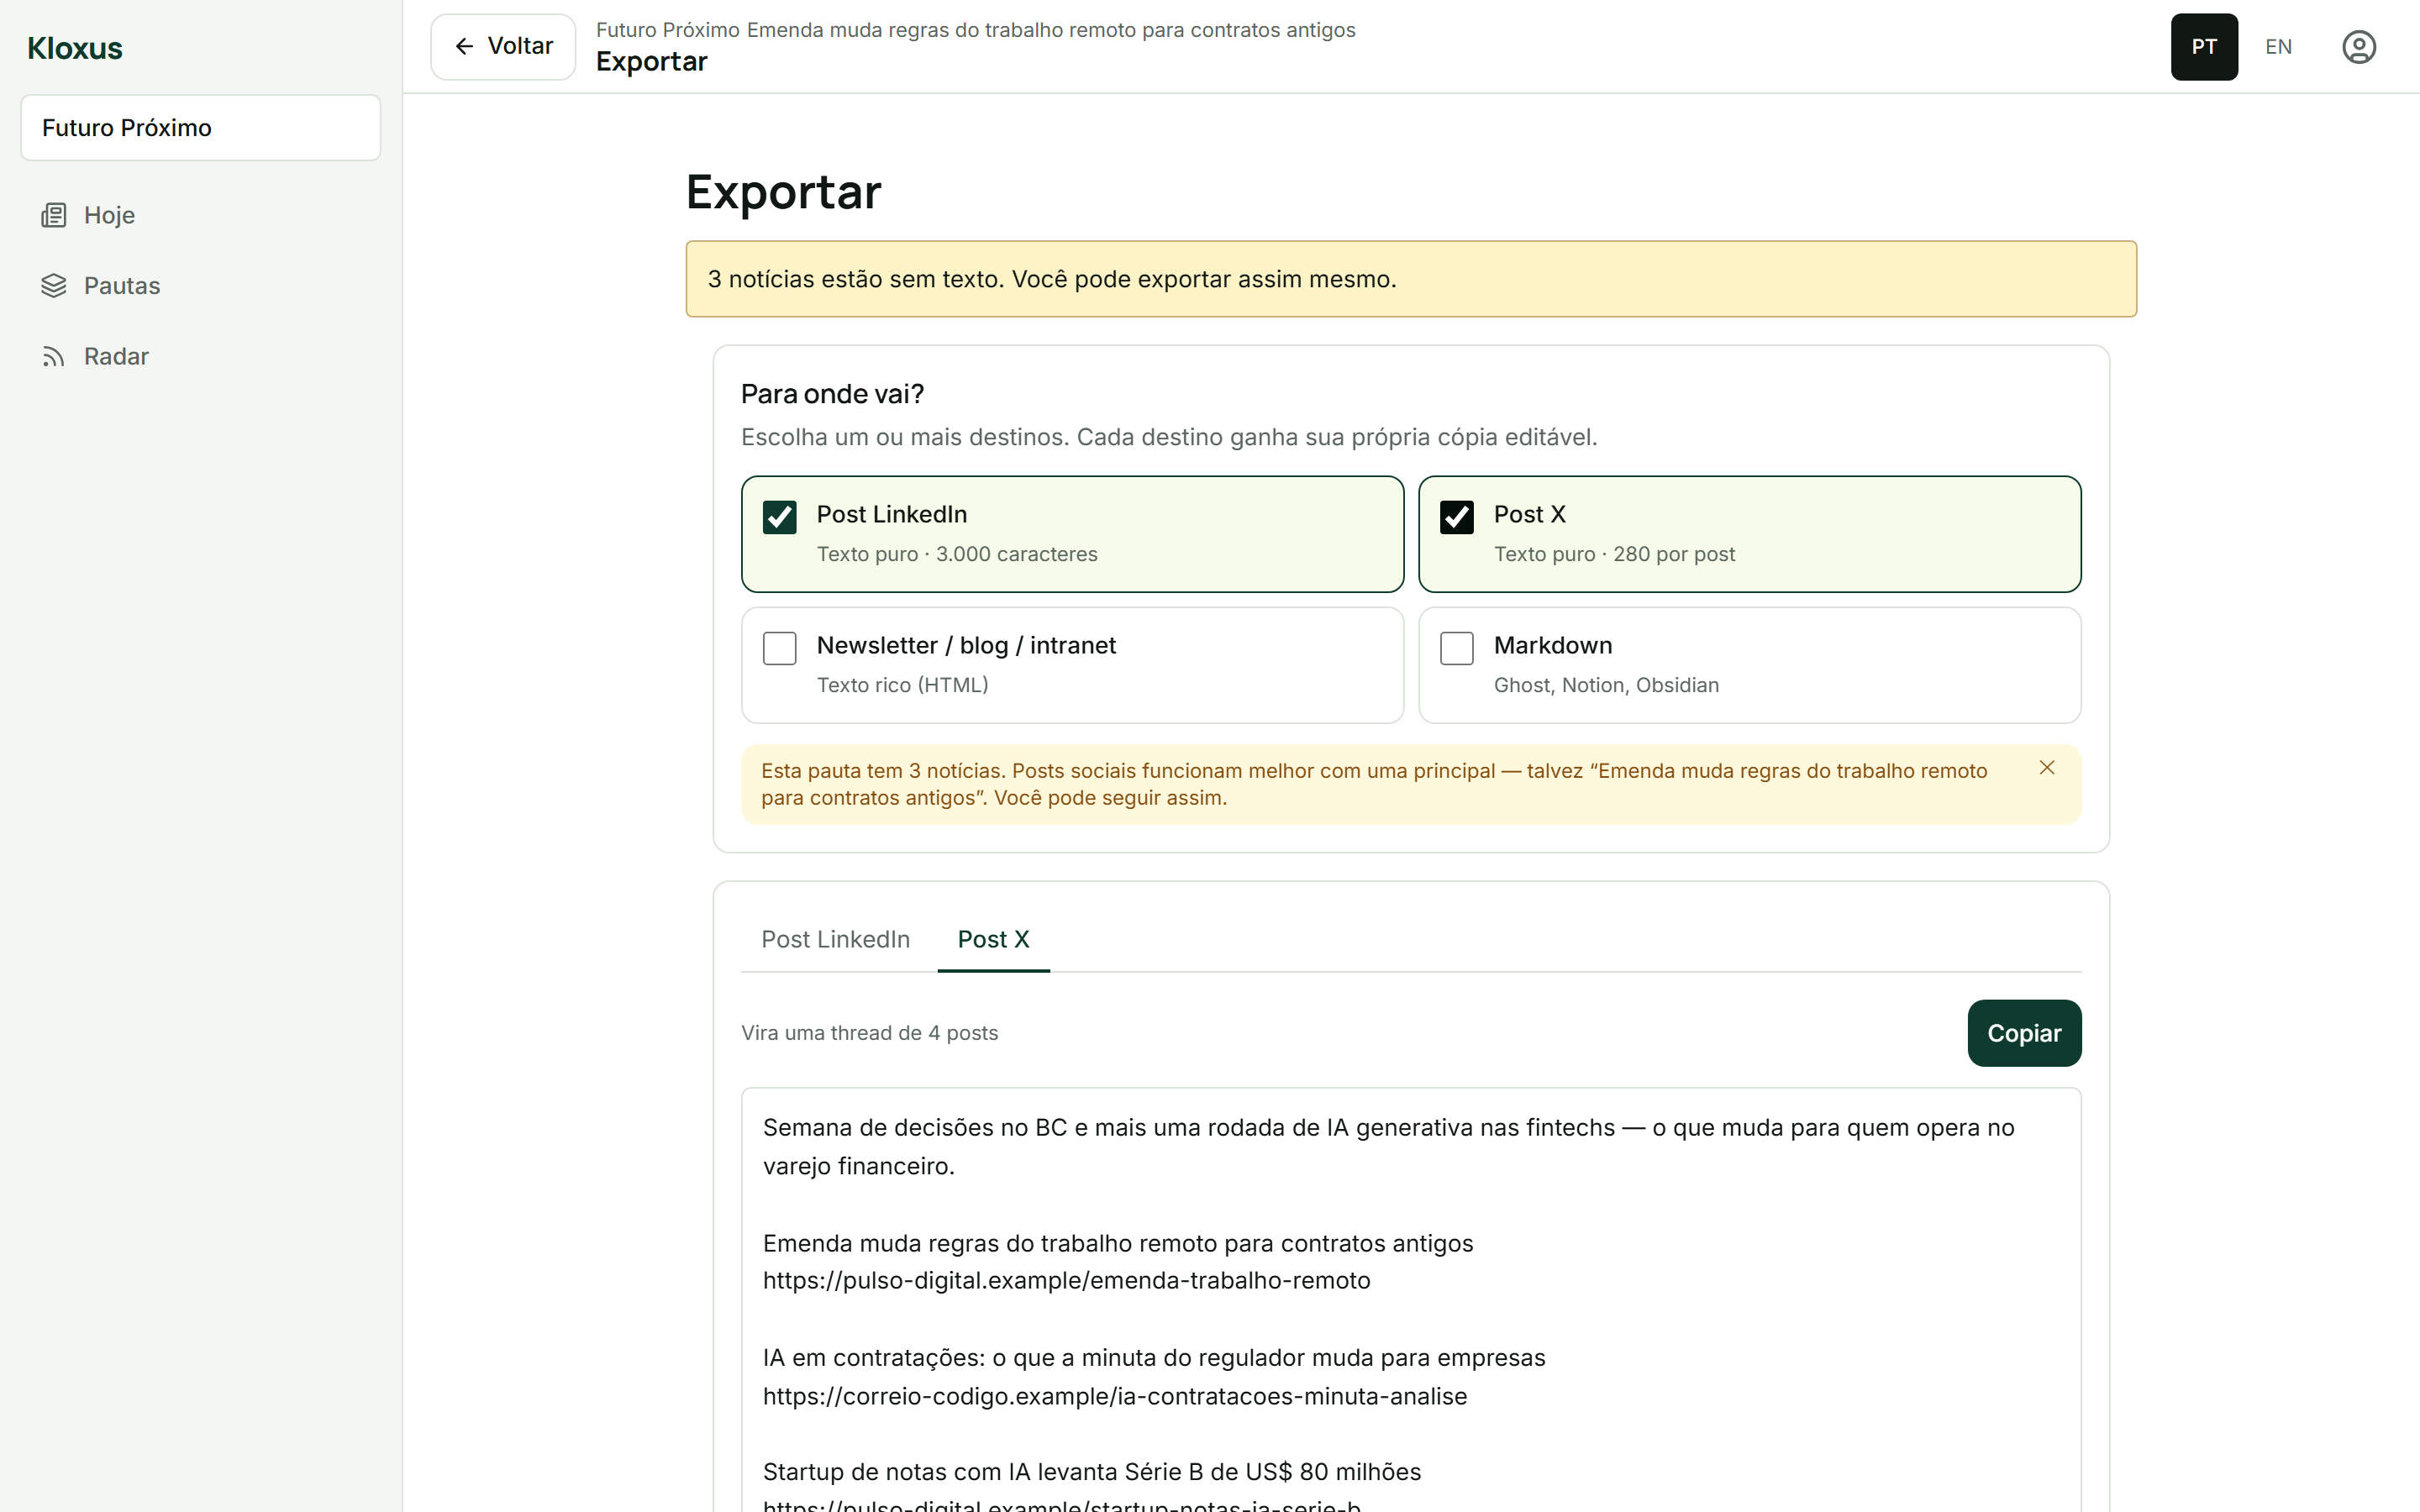 Kloxus
Futuro Próximo
Hoje
Pautas
Radar
Voltar
Futuro Próximo Emenda muda regras do trabalho remoto para contratos antigos
Exportar
PT
EN
Exportar
3 notícias estão sem texto. Você pode exportar assim mesmo.
Para onde vai?
Escolha um ou mais destinos. Cada destino ganha sua própria cópia editável.
Post LinkedIn
Texto puro · 3.000 caracteres
Post X
Texto puro · 280 por post
Newsletter / blog / intranet
Texto rico (HTML)
Markdown
Ghost, Notion, Obsidian
Esta pauta tem 3 notícias. Posts sociais funcionam melhor com uma principal — talvez “Emenda muda regras do trabalho remoto
para contratos antigos”. Você pode seguir assim.
Post LinkedIn
Post X
Vira uma thread de 4 posts
Copiar
Semana de decisões no BC e mais uma rodada de IA generativa nas fintechs — o que muda para quem opera no
varejo financeiro.
Emenda muda regras do trabalho remoto para contratos antigos
https://pulso-digital.example/emenda-trabalho-remoto
IA em contratações: o que a minuta do regulador muda para empresas
https://correio-codigo.example/ia-contratacoes-minuta-analise
Startup de notas com IA levanta Série B de US$ 80 milhões
https://pulso-digital.example/startup-notas-ia-serie-b